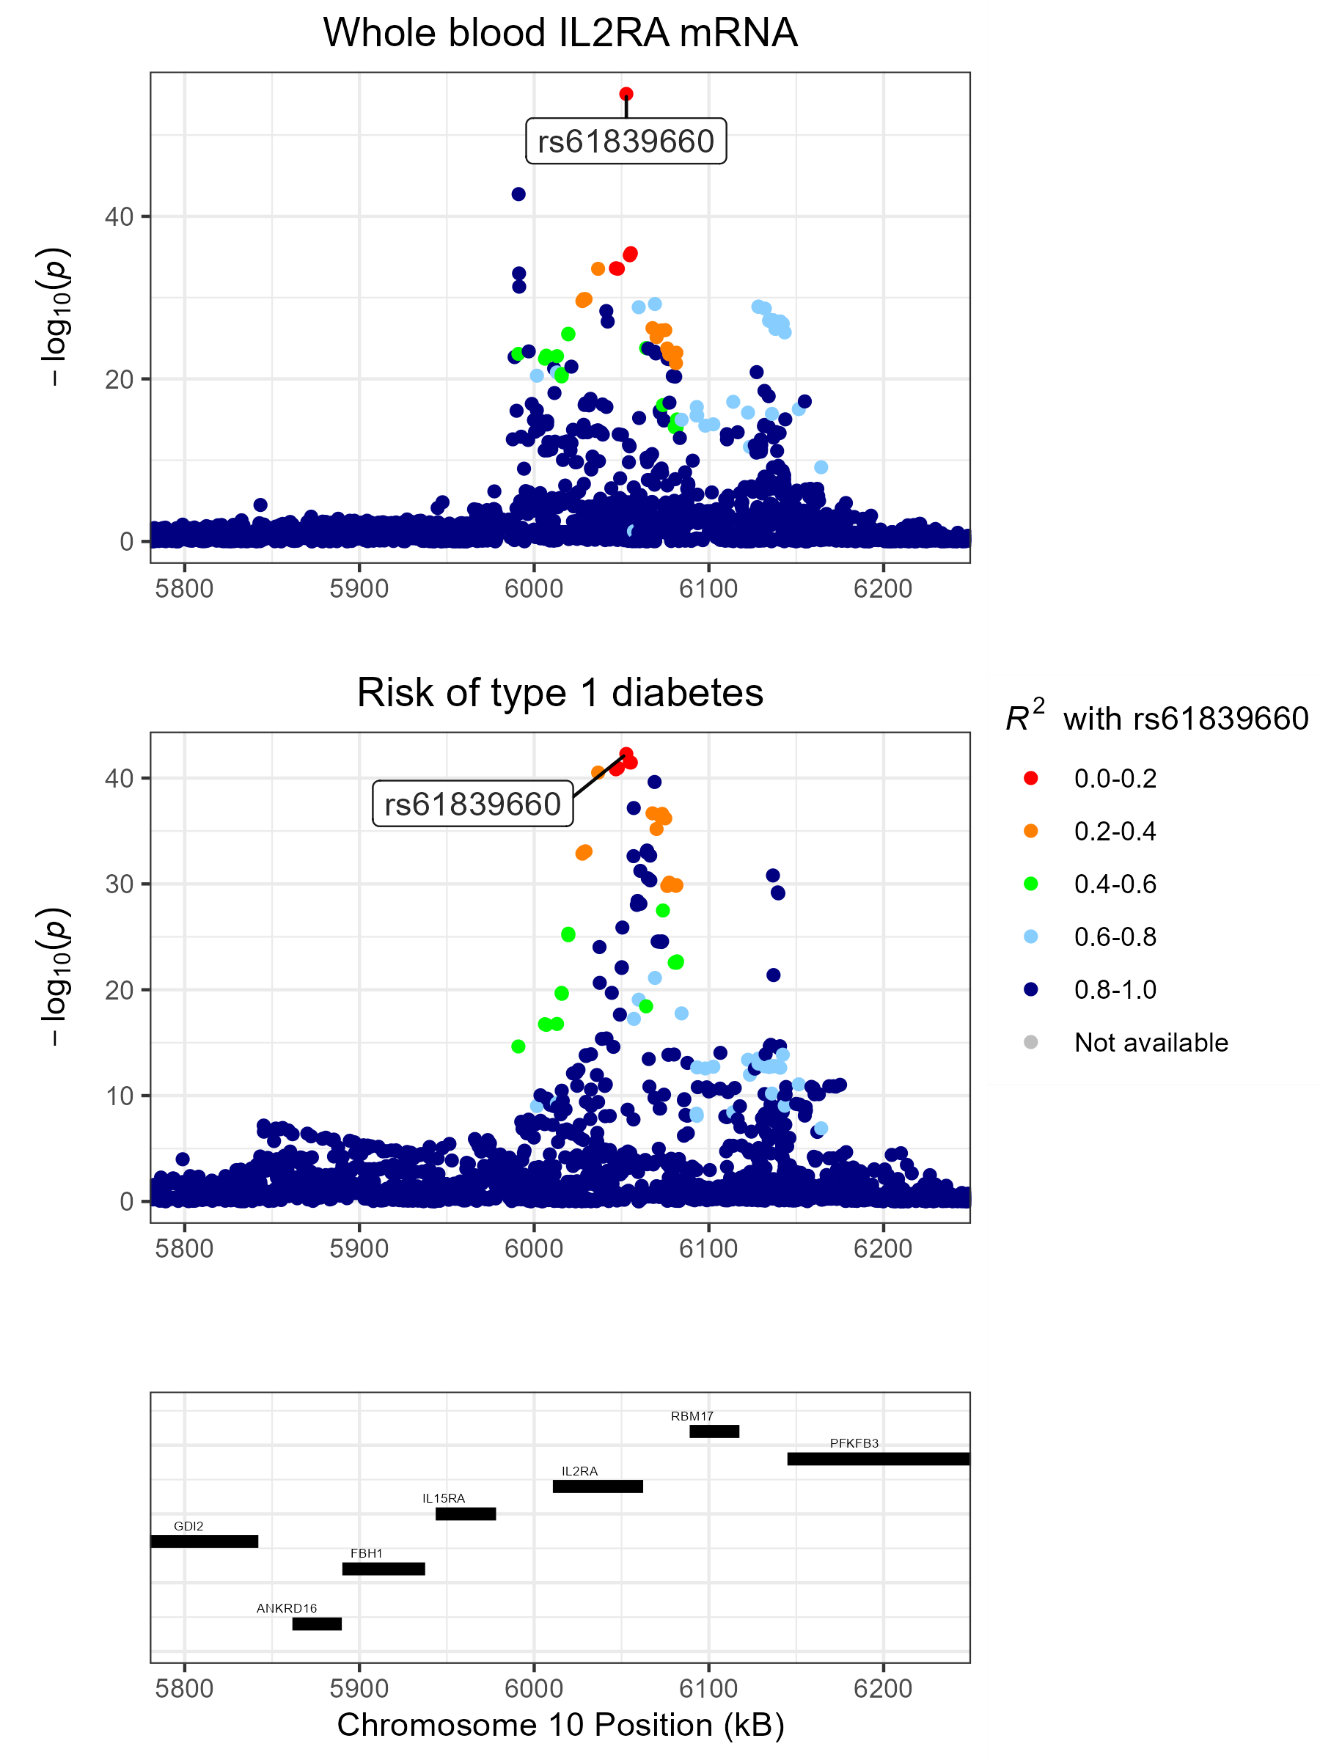 Whole blood IL2RA mRNA
rs61839660
− log10(p)
40
20
0
5800 5900 6000 6100 6200
Risk of type 1 diabetes
rs61839660
− log10(p)
40
30
20
10
0
5800 5900 6000 6100 6200
R2 with rs61839660
0.0-0.2
0.2-0.4
0.4-0.6
0.6-0.8
0.8-1.0
Not available
RBM17
PFKFB3
IL2RA
IL15RA
GDI2
FBH1
ANKRD16
5800 5900 6000 6100 6200
Chromosome 10 Position (kB)